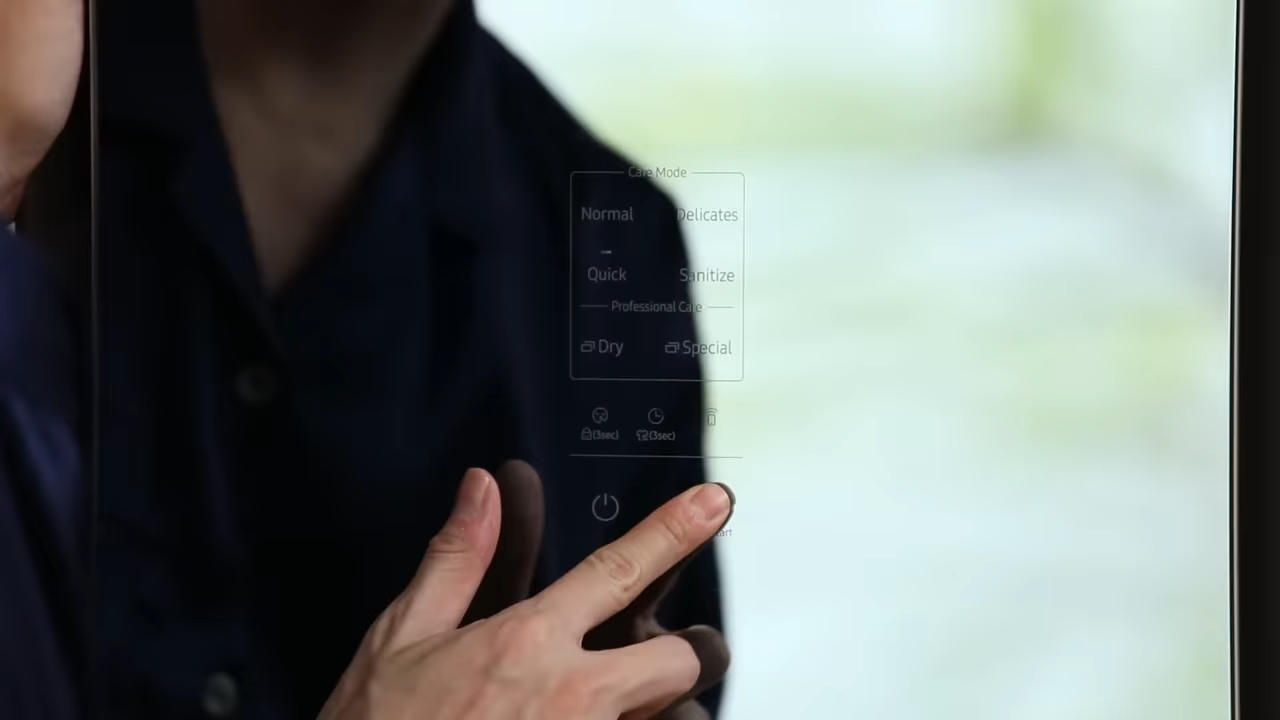 Care Mode
Normal Delicates
Quick Sanitize
Professional Care
Dry Special
(3sec) (3sec)